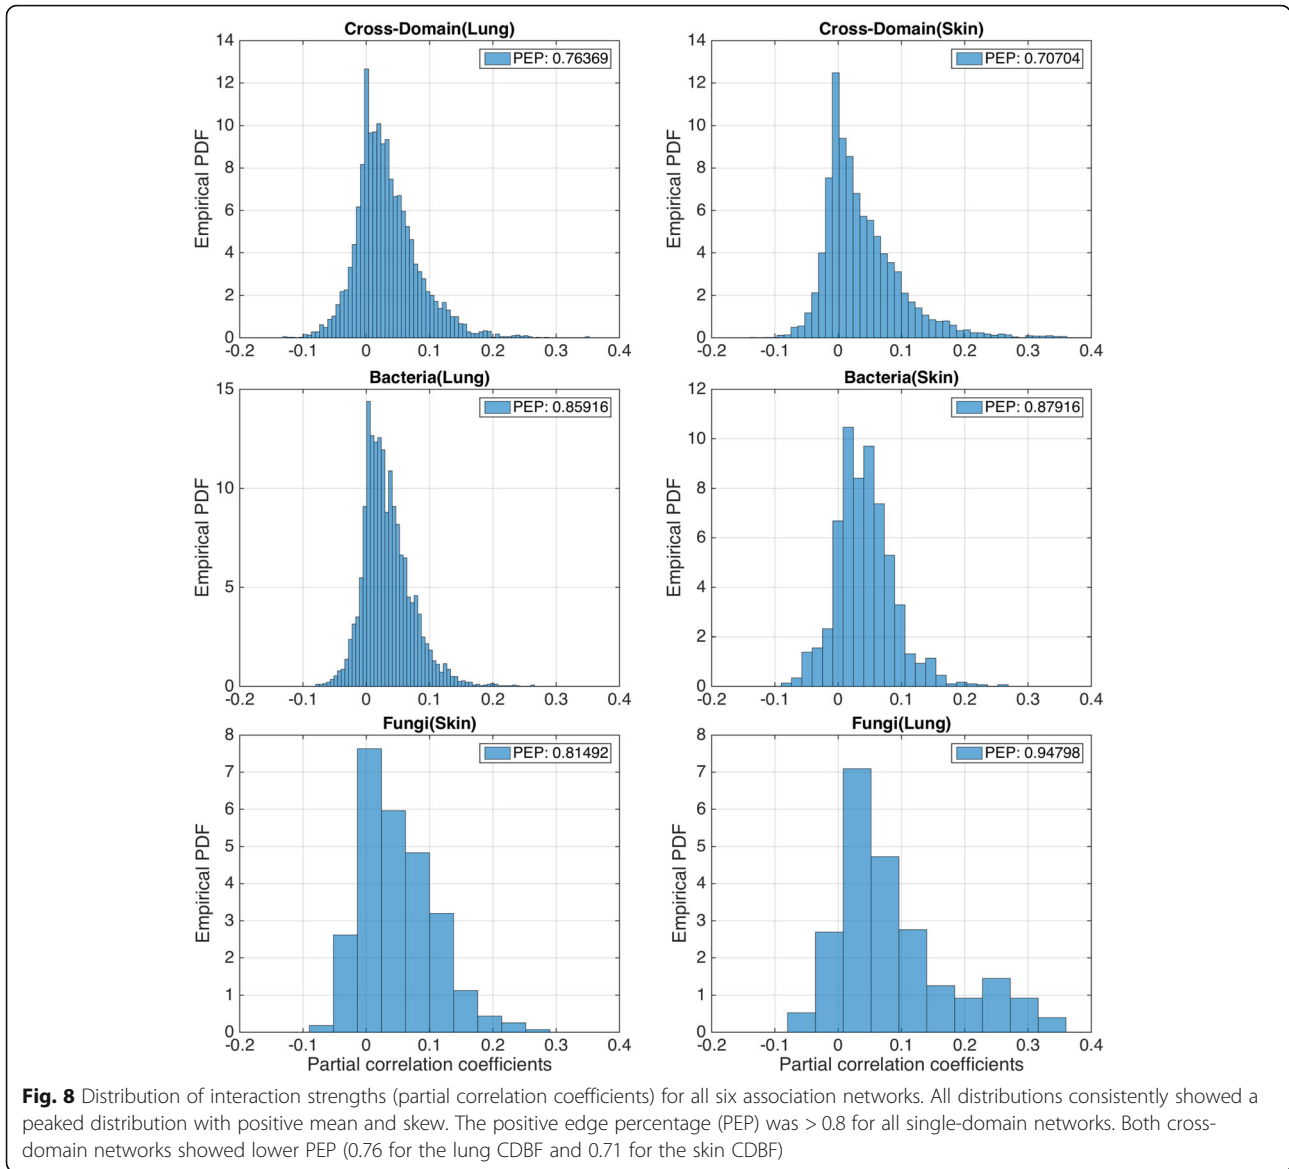 Cross-Domain(Lung)
PEP: 0.76369
Empirical PDF
14
12
10
8
6
4
2
0
-0.2 -0.1 0 0.1 0.2 0.3 0.4
Cross-Domain(Skin)
PEP: 0.70704
Empirical PDF
14
12
10
8
6
4
2
0
-0.2 -0.1 0 0.1 0.2 0.3 0.4
Bacteria(Lung)
PEP: 0.85916
Empirical PDF
15
10
5
0
-0.2 -0.1 0 0.1 0.2 0.3 0.4
Bacteria(Skin)
PEP: 0.87916
Empirical PDF
12
10
8
6
4
2
0
-0.2 -0.1 0 0.1 0.2 0.3 0.4
Fungi(Skin)
PEP: 0.81492
Empirical PDF
8
7
6
5
4
3
2
1
0
-0.2 -0.1 0 0.1 0.2 0.3 0.4
Partial correlation coefficients
Fungi(Lung)
PEP: 0.94798
Empirical PDF
8
7
6
5
4
3
2
1
0
-0.2 -0.1 0 0.1 0.2 0.3 0.4
Partial correlation coefficients
Fig. 8 Distribution of interaction strengths (partial correlation coefficients) for all six association networks. All distributions consistently showed a
peaked distribution with positive mean and skew. The positive edge percentage (PEP) was > 0.8 for all single-domain networks. Both cross-
domain networks showed lower PEP (0.76 for the lung CDBF and 0.71 for the skin CDBF)